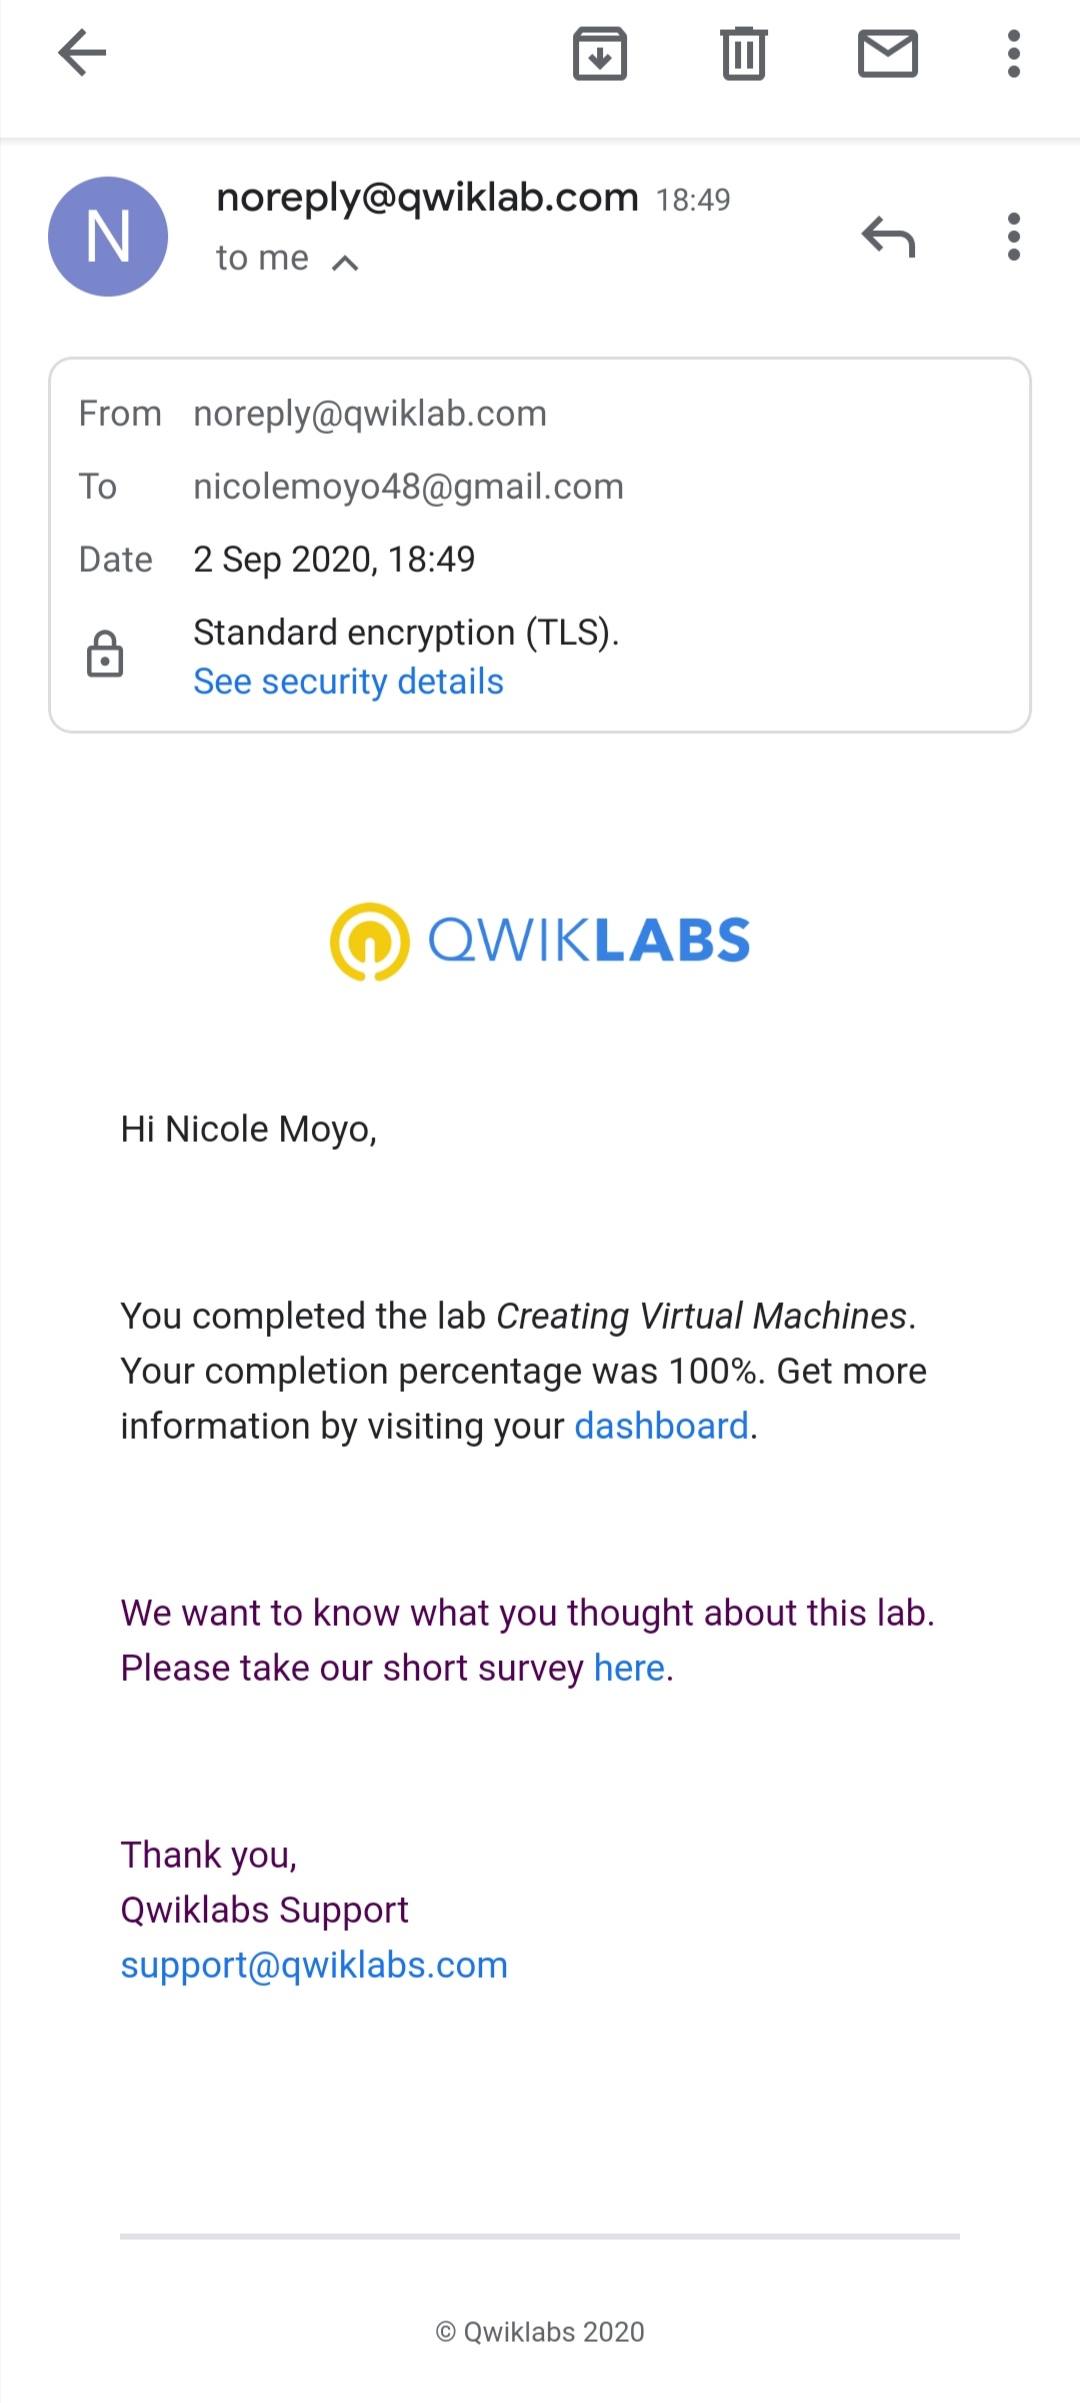 N
noreply@qwiklab.com 18:49
to me
From noreply@qwiklab.com
To nicolemoyo48@gmail.com
Date 2 Sep 2020, 18:49
Standard encryption (TLS).
See security details
QWIKLABS
Hi Nicole Moyo,
You completed the lab Creating Virtual Machines.
Your completion percentage was 100%. Get more
information by visiting your dashboard.
We want to know what you thought about this lab.
Please take our short survey here.
Thank you,
Qwiklabs Support
support@qwiklabs.com
© Qwiklabs 2020